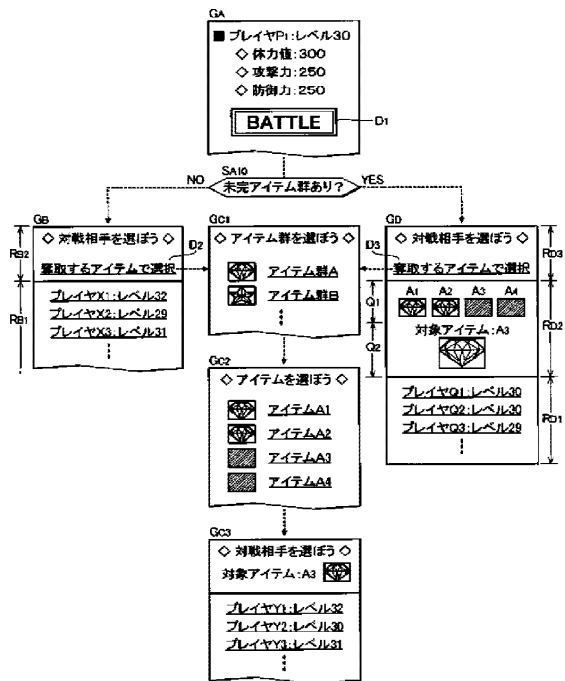 GA
■ プレイヤP1:レベル30
◇ 体力値:300
◇ 攻撃力:250
◇ 防御力:250
BATTLE
D1
SA10
NO
未完アイテム群あり?
YES
GB
◇ 対戦相手を選ぼう ◇
D2
奪取するアイテムで選択
RB2
プレイヤX1:レベル32
プレイヤX2:レベル29
プレイヤX3:レベル31
RB1
GC1
◇ アイテム群を選ぼう ◇
アイテム群A
アイテム群B
GC2
◇ アイテムを選ぼう ◇
アイテムA1
アイテムA2
アイテムA3
アイテムA4
GC3
◇ 対戦相手を選ぼう ◇
対象アイテム:A3
プレイヤY1:レベル32
プレイヤY2:レベル30
プレイヤY3:レベル31
GD
◇ 対戦相手を選ぼう ◇
D3
奪取するアイテムで選択
RD3
A1 A2 A3 A4
Q1
対象アイテム:A3
Q2
RD2
プレイヤQ1:レベル30
プレイヤQ2:レベル30
プレイヤQ3:レベル29
RD1